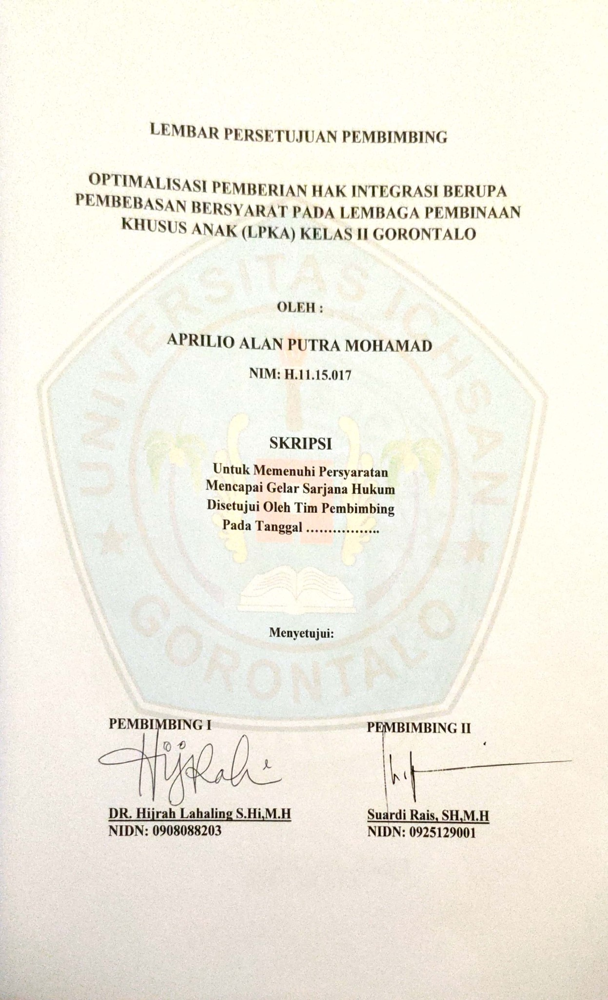 LEMBAR PERSETUJUAN PEMBIMBING
OPTIMALISASI PEMBERIAN HAK INTEGRASI BERUPA
PEMBEBASAN BERSYARAT PADA LEMBAGA PEMBINAAN
KHUSUS ANAK (LPKA) KELAS II GORONTALO
UNIVERSITAS ICHSAN
OLEH :
APRILIO ALAN PUTRA MOHAMAD
NIM: H.11.15.017
SKRIPSI
Untuk Memenuhi Persyaratan
Mencapai Gelar Sarjana Hukum
Disetujui Oleh Tim Pembimbing
Pada Tanggal .................
GORONTALO
Menyetujui:
PEMBIMBING I
PEMBIMBING II
Hijrah
DR. Hijrah Lahaling S.Hi,M.H
NIDN: 0908088203
Suardi Rais, SH,M.H
NIDN: 0925129001